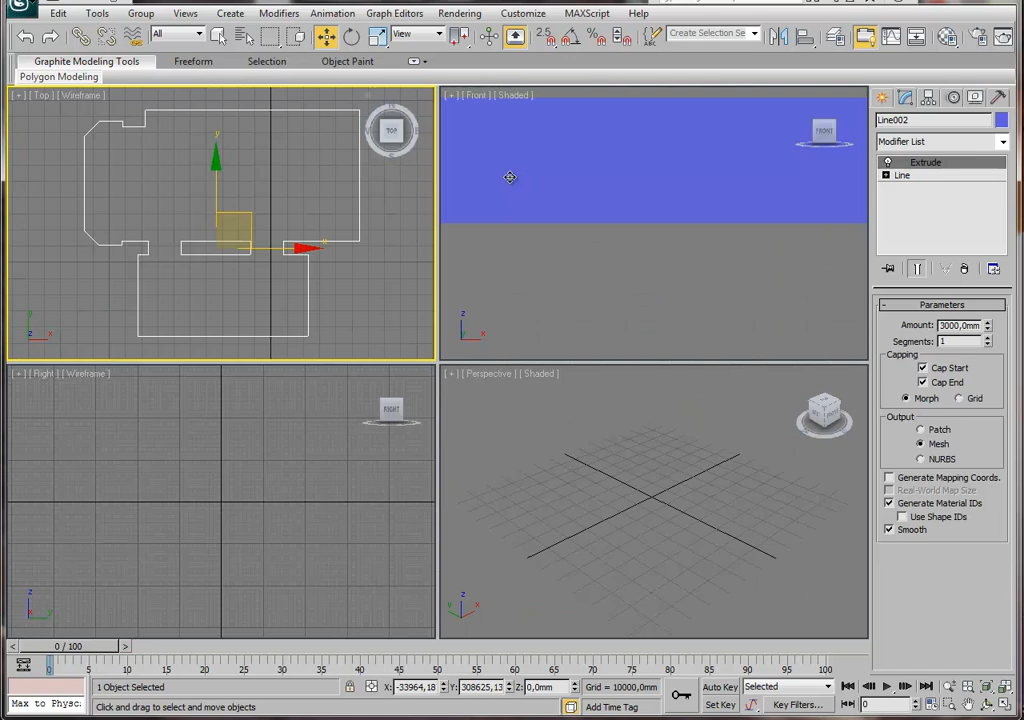 Edit Tools Group Views Create Modifiers Animation Graph Editors Rendering Customize MAXScript Help
All View 2.5 Create Selection Se
Graphite Modeling Tools Freeform Selection Object Paint
Polygon Modeling
[ + ] [ Top ] [ Wireframe ]
TOP
y
x
y
z x
[ + ] [ Front ] [ Shaded ]
FRONT
z
x
[ + ] [ Right ] [ Wireframe ]
RIGHT
z
x y
[ + ] [ Perspective ] [ Shaded ]
z
y x
Line002
Modifier List
Extrude
Line
- Parameters
Amount: 3000,0mm
Segments: 1
Capping
Cap Start
Cap End
Morph Grid
Output
Patch
Mesh
NURBS
Generate Mapping Coords.
Real-World Map Size
Generate Material IDs
Use Shape IDs
Smooth
< 0 / 100 >
0 5 10 15 20 25 30 35 40 45 50 55 60 65 70 75 80 85 90 95 100
1 Object Selected X: -33964,18 Y: 308625,13 Z: 0,0mm Grid = 10000,0mm Auto Key Selected
Max to Physc Click and drag to select and move objects Add Time Tag Set Key Key Filters... 0